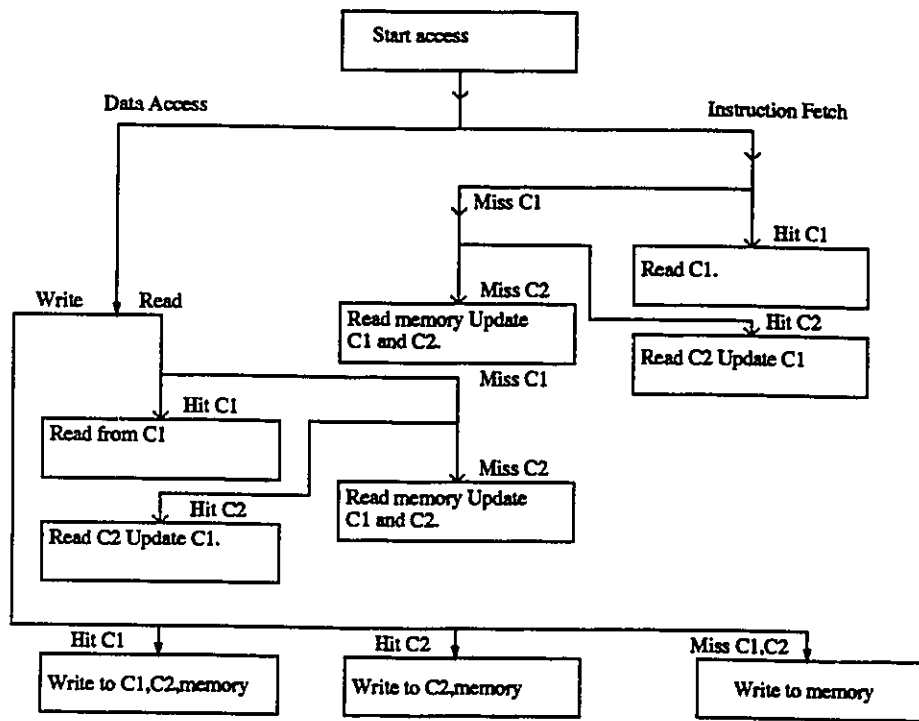 Start access
Data Access
Instruction Fetch
Miss C1
Hit C1
Read C1.
Miss C2
Hit C2
Write
Read
Read memory Update
C1 and C2.
Read C2 Update C1
Miss C1
Hit C1
Read from C1
Miss C2
Hit C2
Read memory Update
C1 and C2.
Read C2 Update C1.
Hit C1
Hit C2
Miss C1,C2
Write to C1,C2,memory
Write to C2,memory
Write to memory